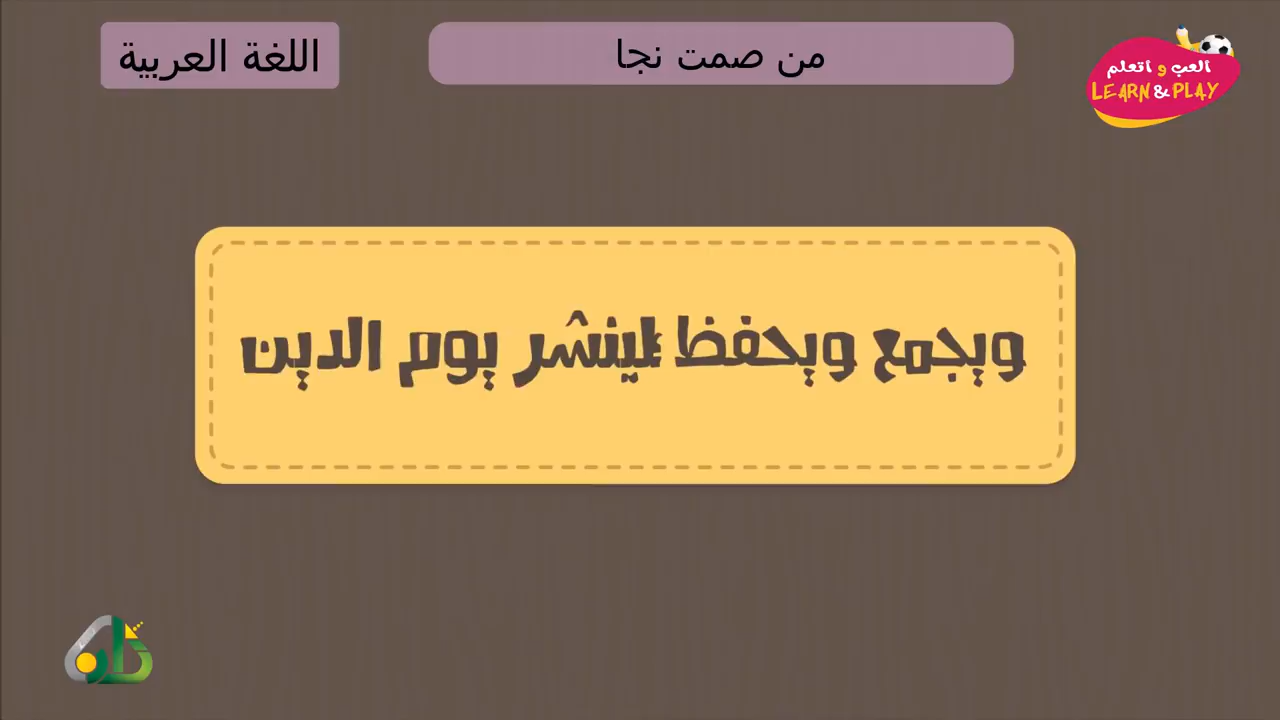 اللغة العربية
من صمت نجا
العب و اتعلم
LEARN & PLAY
ويجمع ويحفظ لينشر يوم الدين